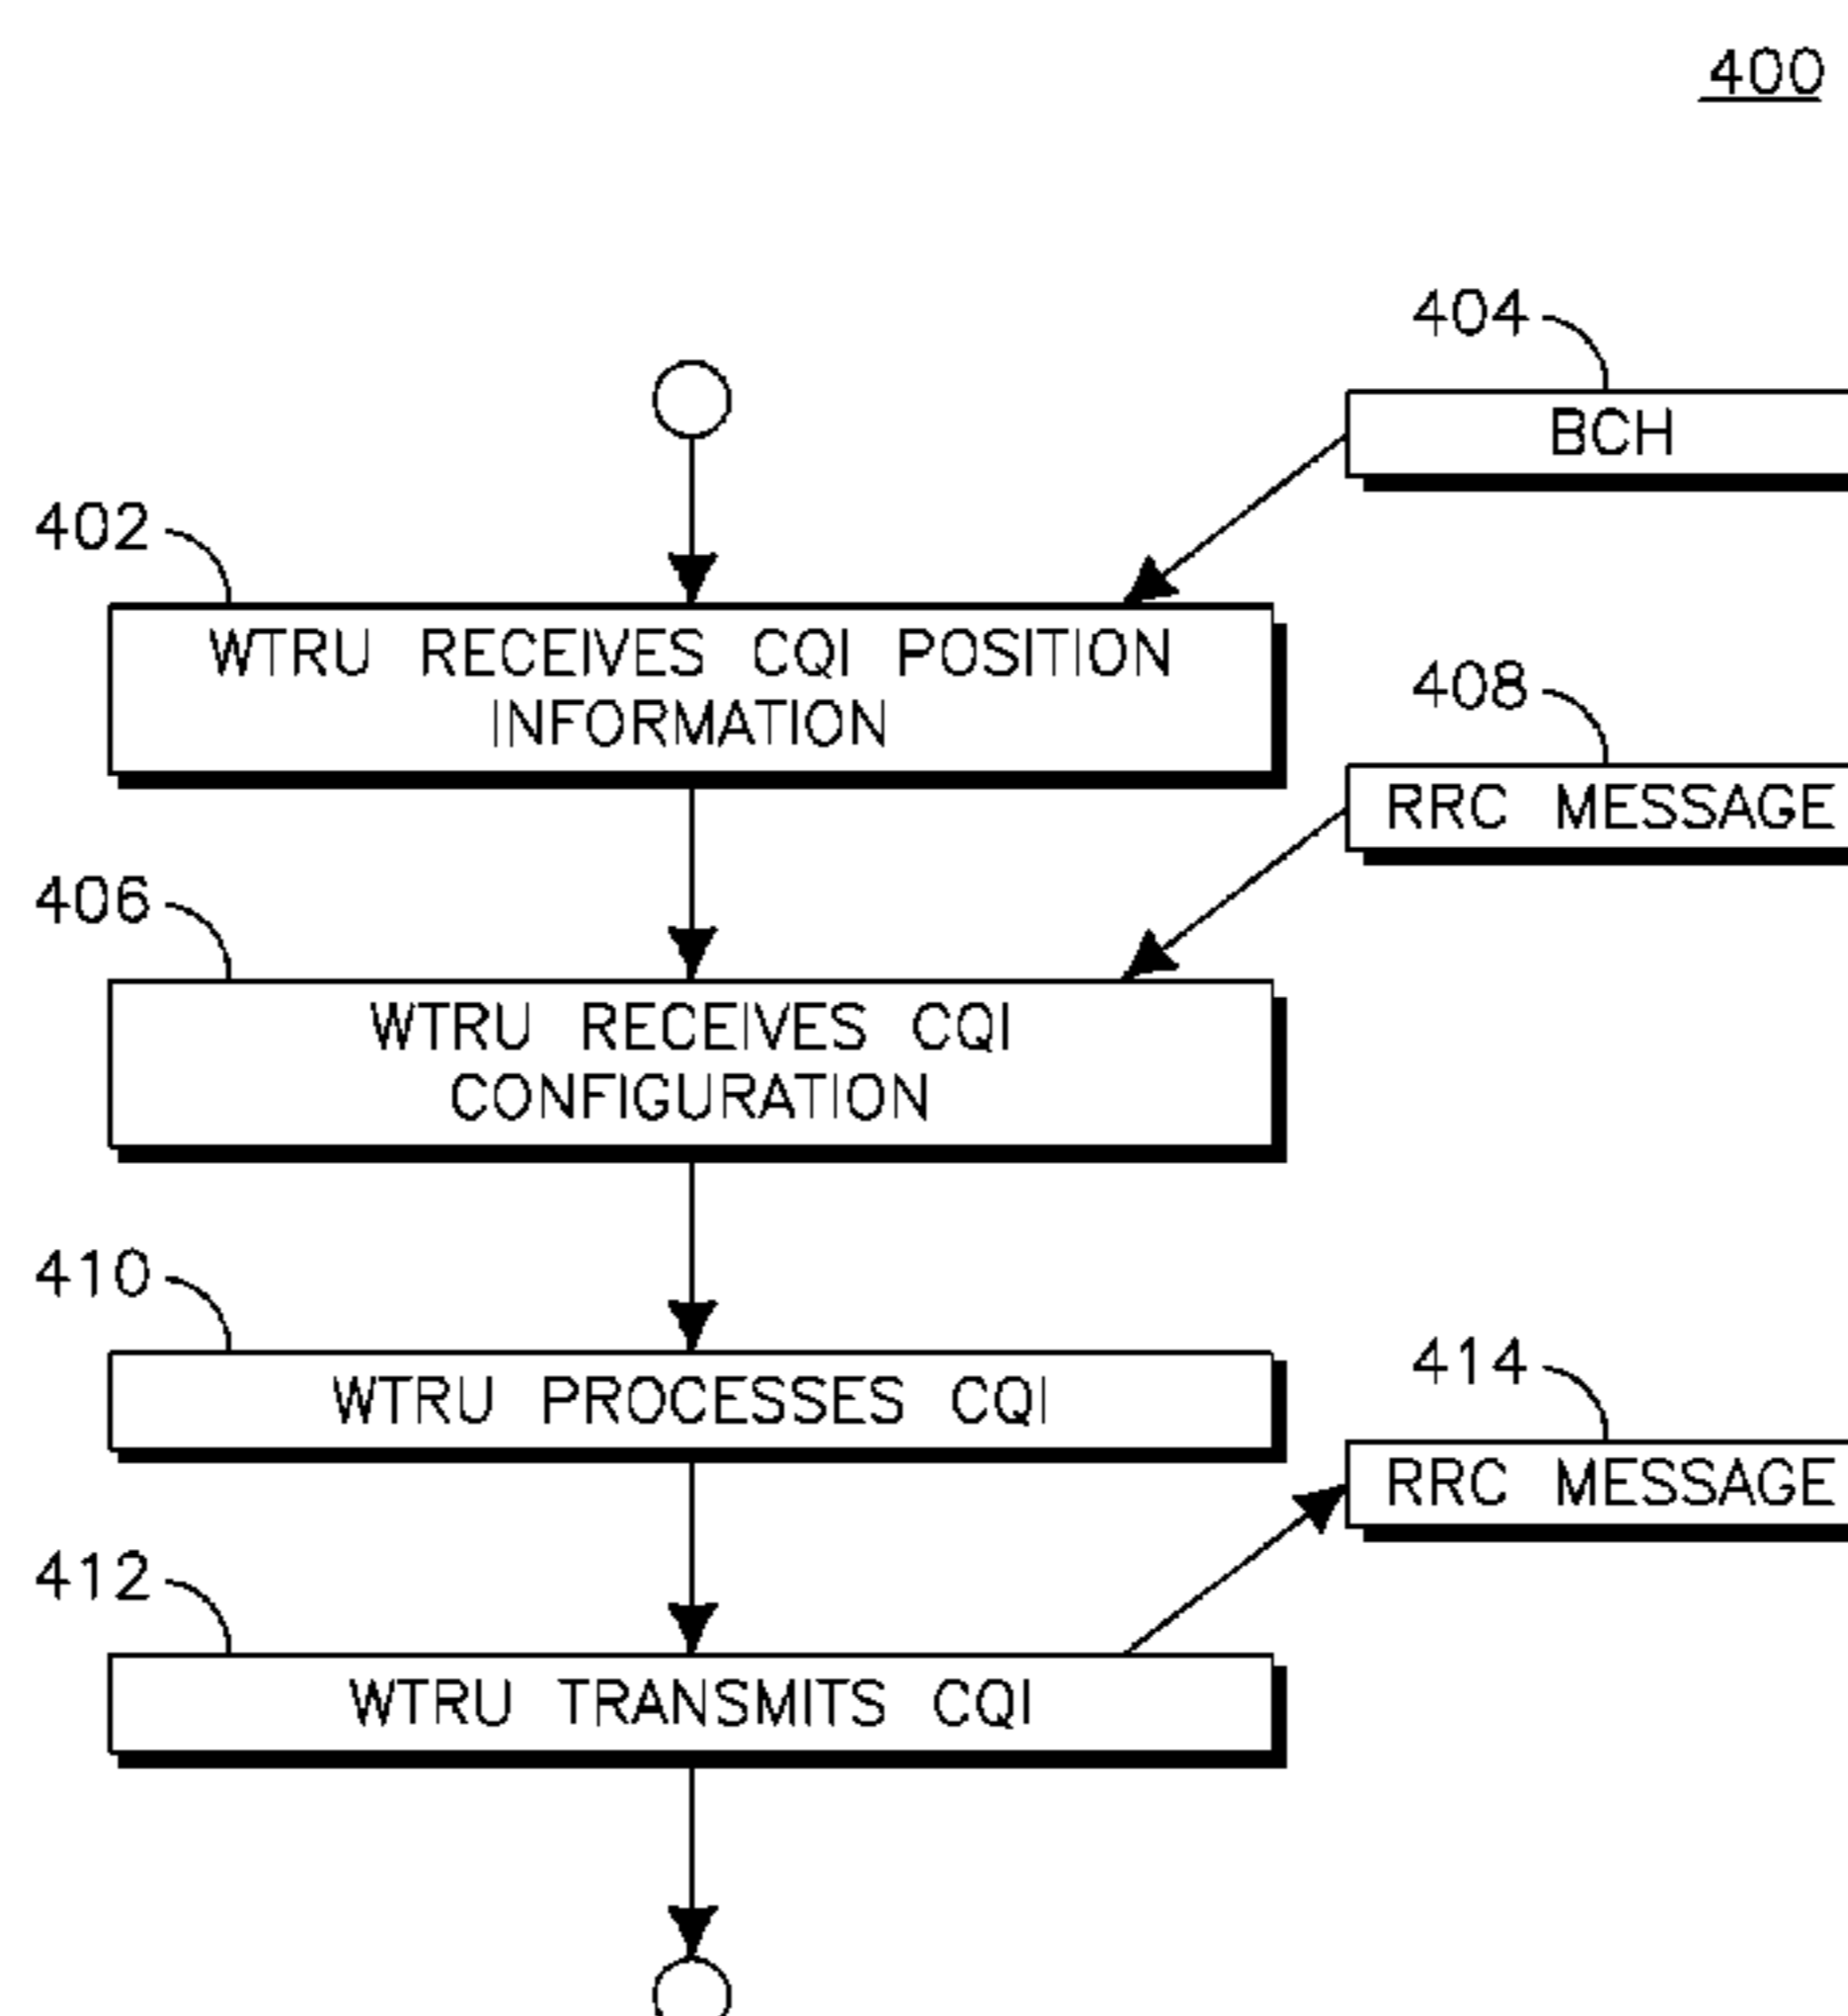 400
404
BCH
402
WTRU RECEIVES CQI POSITION
INFORMATION
408
RRC MESSAGE
406
WTRU RECEIVES CQI
CONFIGURATION
410
WTRU PROCESSES CQI
414
RRC MESSAGE
412
WTRU TRANSMITS CQI